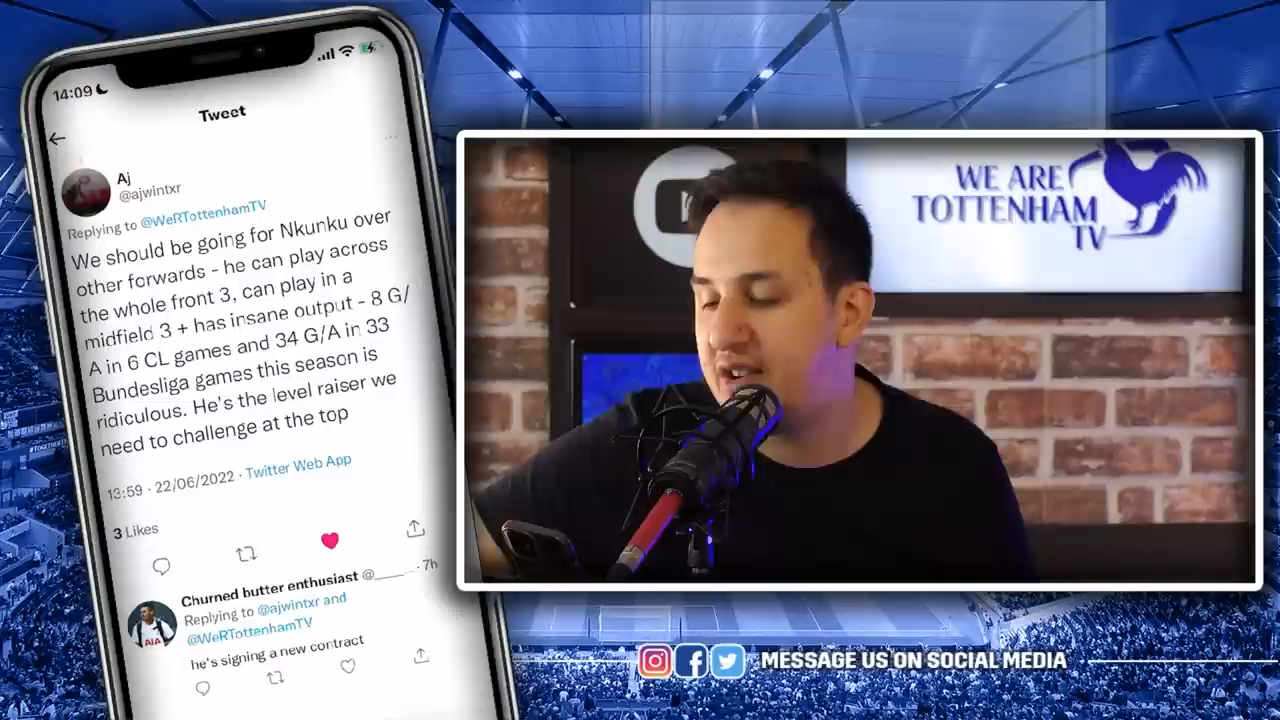 14:09
Tweet
Aj
@ajwintxr
Replying to @WeRTottenhamTV
We should be going for Nkunku over
other forwards - he can play across
the whole front 3, can play in a
midfield 3 + has insane output - 8 G/
A in 6 CL games and 34 G/A in 33
Bundesliga games this season is
ridiculous. He's the level raiser we
need to challenge at the top
13:59 · 22/06/2022 · Twitter Web App
3 Likes
Churned butter enthusiast @____... · 7h
Replying to @ajwintxr and
@WeRTottenhamTV
he's signing a new contract
AIA
WE ARE
TOTTENHAM
TV
MESSAGE US ON SOCIAL MEDIA